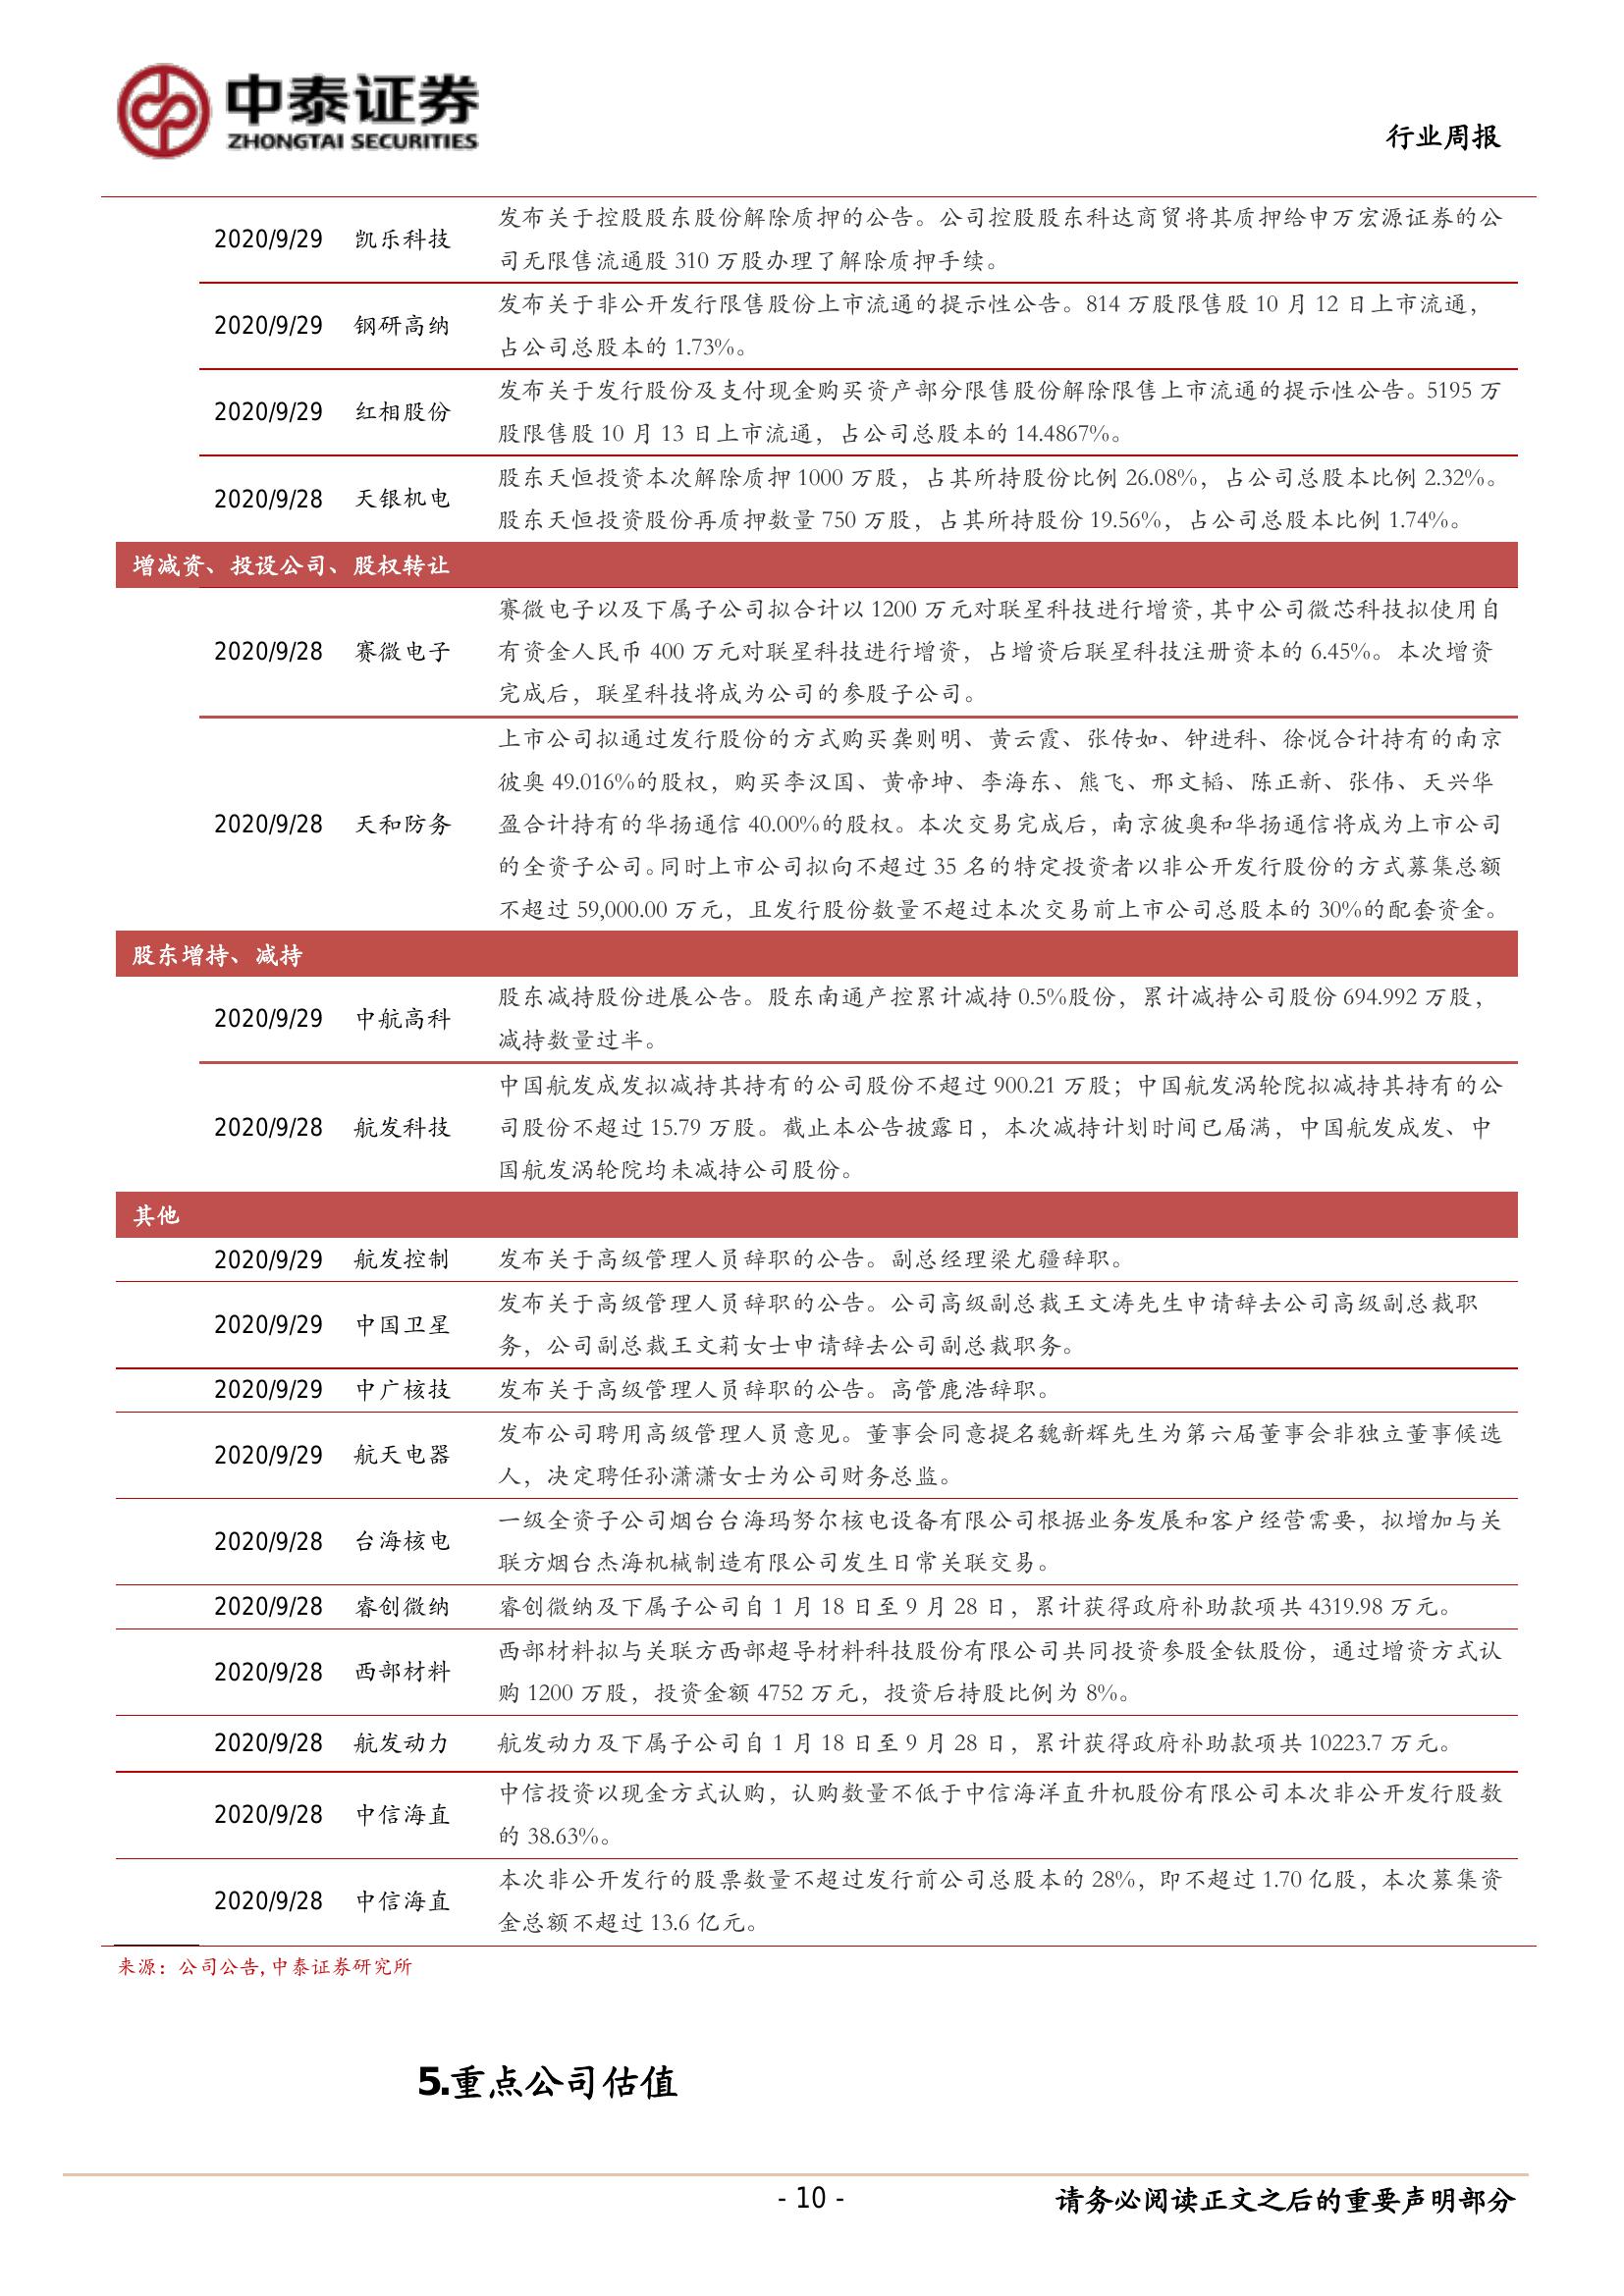 中泰证券
ZHONGTAI SECURITIES
行业周报
发布关于控股股东股份解除质押的公告。公司控股股东科达商贸将其质押给申万宏源证券的公
2020/9/29 凯乐科技
司无限售流通股 310 万股办理了解除质押手续。
发布关于非公开发行限售股份上市流通的提示性公告。814 万股限售股 10 月 12 日上市流通，
2020/9/29 钢研高纳
占公司总股本的 1.73%。
发布关于发行股份及支付现金购买资产部分限售股份解除限售上市流通的提示性公告。5195 万
2020/9/29 红相股份
股限售股 10 月 13 日上市流通，占公司总股本的 14.4867%。
股东天恒投资本次解除质押 1000 万股，占其所持股份比例 26.08%，占公司总股本比例 2.32%。
2020/9/28 天银机电
股东天恒投资股份再质押数量 750 万股，占其所持股份 19.56%，占公司总股本比例 1.74%。
增减资、投设公司、股权转让
赛微电子以及下属子公司拟合计以 1200 万元对联星科技进行增资，其中公司微芯科技拟使用自
2020/9/28 赛微电子 有资金人民币 400 万元对联星科技进行增资，占增资后联星科技注册资本的 6.45%。本次增资
完成后，联星科技将成为公司的参股子公司。
上市公司拟通过发行股份的方式购买龚则明、黄云霞、张传如、钟进科、徐悦合计持有的南京
彼奥 49.016%的股权，购买李汉国、黄帝坤、李海东、熊飞、邢文韬、陈正新、张伟、天兴华
2020/9/28 天和防务 盈合计持有的华扬通信 40.00%的股权。本次交易完成后，南京彼奥和华扬通信将成为上市公司
的全资子公司。同时上市公司拟向不超过 35 名的特定投资者以非公开发行股份的方式募集总额
不超过 59,000.00 万元，且发行股份数量不超过本次交易前上市公司总股本的 30%的配套资金。
股东增持、减持
股东减持股份进展公告。股东南通产控累计减持 0.5%股份，累计减持公司股份 694.992 万股，
2020/9/29 中航高科
减持数量过半。
中国航发成发拟减持其持有的公司股份不超过 900.21 万股；中国航发涡轮院拟减持其持有的公
2020/9/28 航发科技 司股份不超过 15.79 万股。截止本公告披露日，本次减持计划时间已届满，中国航发成发、中
国航发涡轮院均未减持公司股份。
其他
2020/9/29 航发控制 发布关于高级管理人员辞职的公告。副总经理梁尤疆辞职。
发布关于高级管理人员辞职的公告。公司高级副总裁王文涛先生申请辞去公司高级副总裁职
2020/9/29 中国卫星
务，公司副总裁王文莉女士申请辞去公司副总裁职务。
2020/9/29 中广核技 发布关于高级管理人员辞职的公告。高管鹿浩辞职。
发布公司聘用高级管理人员意见。董事会同意提名魏新辉先生为第六届董事会非独立董事候选
2020/9/29 航天电器
人，决定聘任孙潇潇女士为公司财务总监。
一级全资子公司烟台台海玛努尔核电设备有限公司根据业务发展和客户经营需要，拟增加与关
2020/9/28 台海核电
联方烟台杰海机械制造有限公司发生日常关联交易。
2020/9/28 睿创微纳 睿创微纳及下属子公司自 1 月 18 日至 9 月 28 日，累计获得政府补助款项共 4319.98 万元。
西部材料拟与关联方西部超导材料科技股份有限公司共同投资参股金钛股份，通过增资方式认
2020/9/28 西部材料
购 1200 万股，投资金额 4752 万元，投资后持股比例为 8%。
2020/9/28 航发动力 航发动力及下属子公司自 1 月 18 日至 9 月 28 日，累计获得政府补助款项共 10223.7 万元。
中信投资以现金方式认购，认购数量不低于中信海洋直升机股份有限公司本次非公开发行股数
2020/9/28 中信海直
的 38.63%。
本次非公开发行的股票数量不超过发行前公司总股本的 28%，即不超过 1.70 亿股，本次募集资
2020/9/28 中信海直
金总额不超过 13.6 亿元。
来源：公司公告,中泰证券研究所
5.重点公司估值
- 10 -
请务必阅读正文之后的重要声明部分